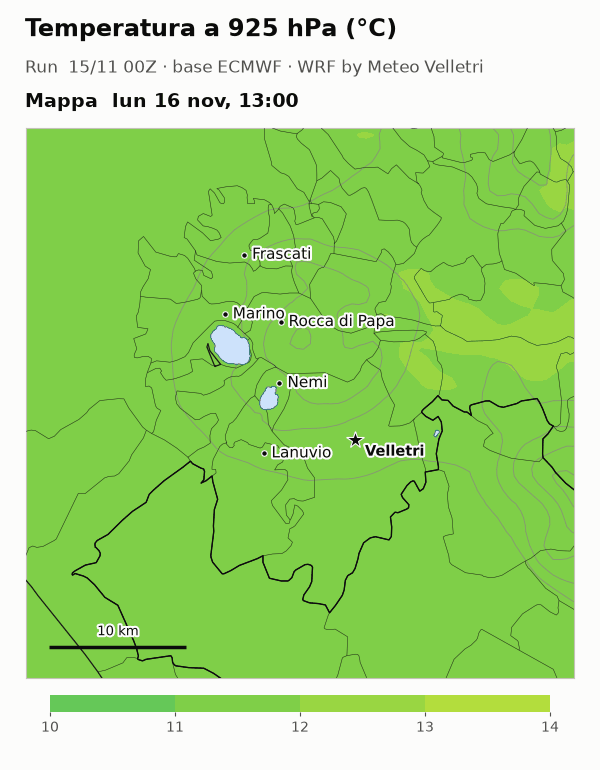 Temperatura a 925 hPa (°C)
Run  15/11 00Z · base ECMWF · WRF by Meteo Velletri
Mappa  lun 16 nov, 13:00
Frascati
Marino
Rocca di Papa
Nemi
Velletri
Lanuvio
10 km
10 11 12 13 14